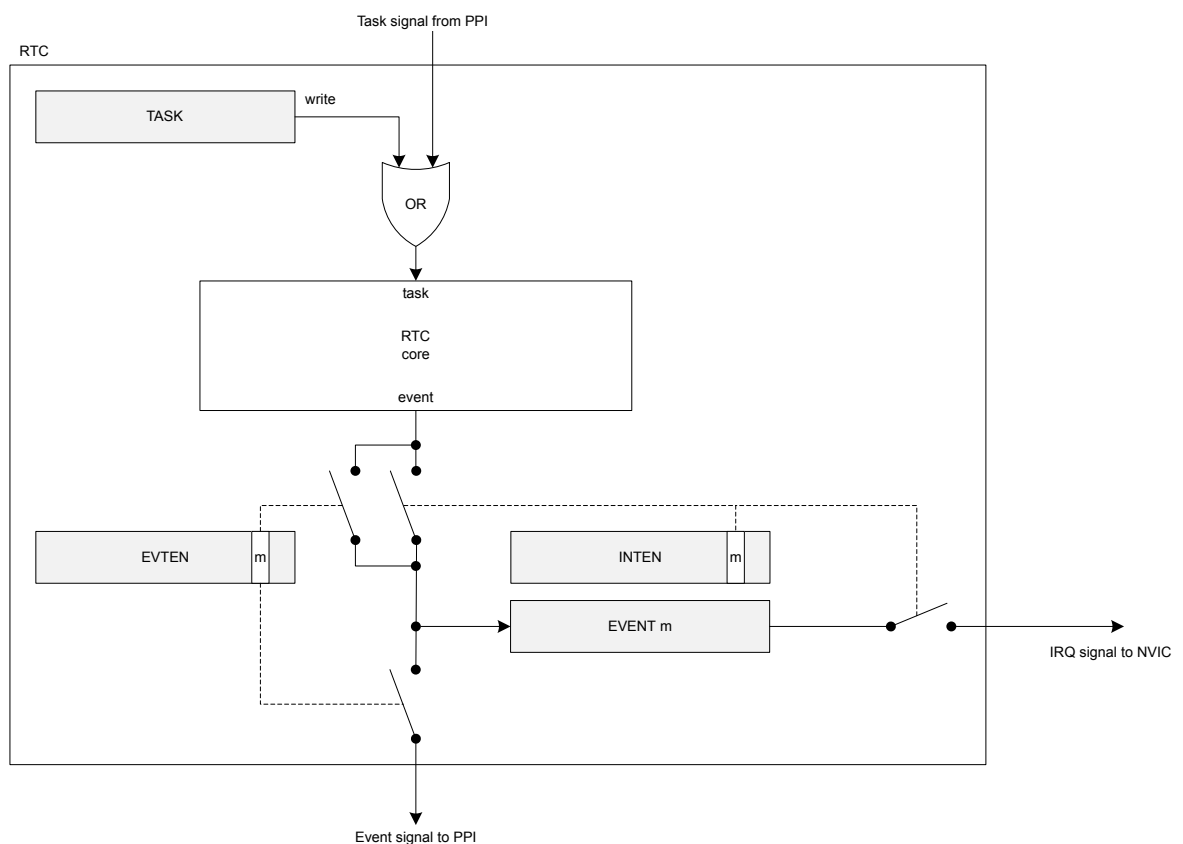 Task signal from PPI
RTC
write
TASK
OR
task
RTC
core
event
EVTEN
m
INTEN
m
EVENT m
IRQ signal to NVIC
Event signal to PPI